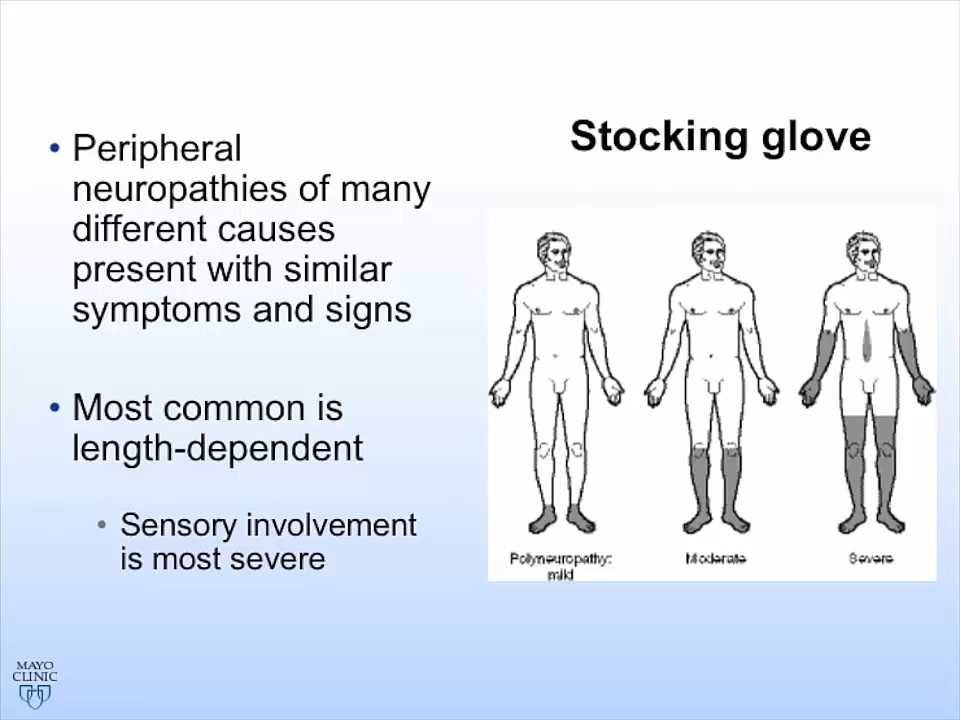 Stocking glove
• Peripheral
neuropathies of many
different causes
present with similar
symptoms and signs
• Most common is
length-dependent
• Sensory involvement
is most severe
Polyneuropathy:
mild
Moderate
Severe
MAYO
CLINIC